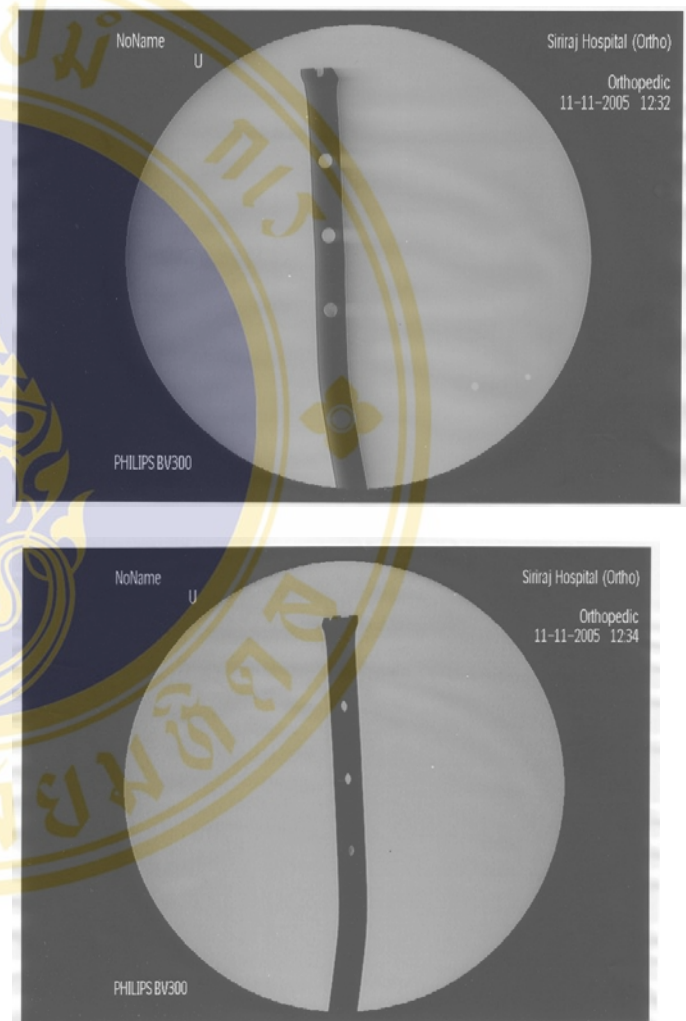 NoName
U
Siriraj Hospital (Ortho)
Orthopedic
11-11-2005 12:32
PHILIPS BV300
NoName
U
Siriraj Hospital (Ortho)
Orthopedic
11-11-2005 12:34
PHILIPS BV300